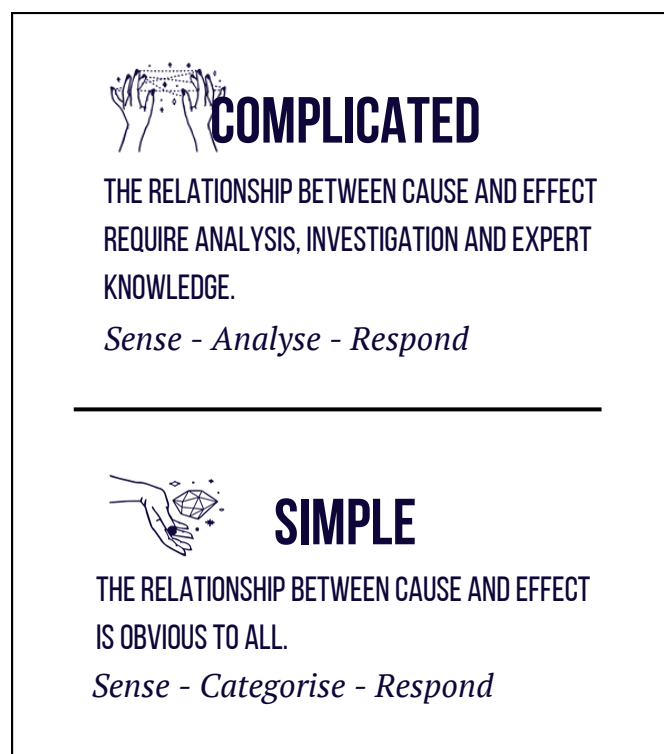 COMPLICATED
THE RELATIONSHIP BETWEEN CAUSE AND EFFECT
REQUIRE ANALYSIS, INVESTIGATION AND EXPERT
KNOWLEDGE.
Sense - Analyse - Respond
SIMPLE
THE RELATIONSHIP BETWEEN CAUSE AND EFFECT
IS OBVIOUS TO ALL.
Sense - Categorise - Respond